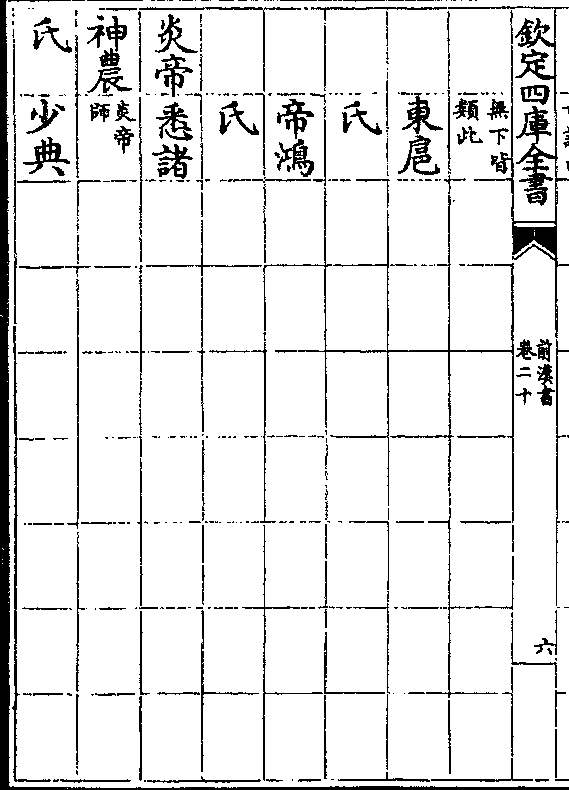 欽定四庫全書
前漢書
卷二十
六
無下皆
類此
東扈
氏
帝鴻
氏
炎帝
悉諸
神農
炎帝
師
氏
少典